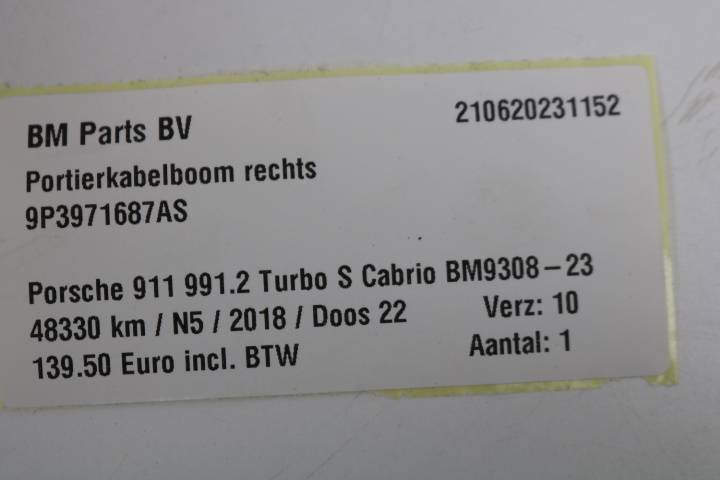 BM Parts BV 210620231152
Portierkabelboom rechts
9P3971687AS
Porsche 911 991.2 Turbo S Cabrio BM9308-23
48330 km / N5 / 2018 / Doos 22 Verz: 10
139.50 Euro incl. BTW Aantal: 1